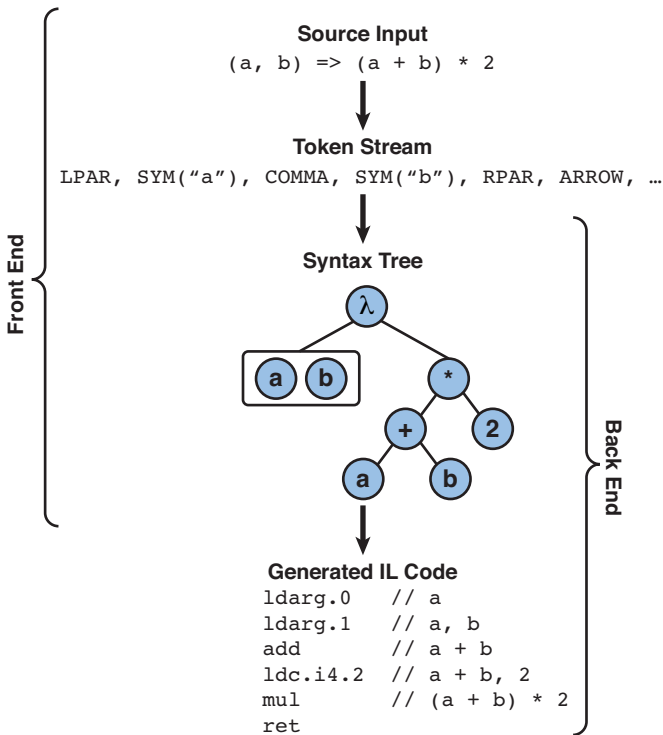 Source Input
(a, b) => (a + b) * 2
Token Stream
LPAR, SYM(“a”), COMMA, SYM(“b”), RPAR, ARROW, …
Front End
Syntax Tree
λ
a b *
+ 2
a b
Back End
Generated IL Code
ldarg.0 // a
ldarg.1 // a, b
add // a + b
ldc.i4.2 // a + b, 2
mul // (a + b) * 2
ret